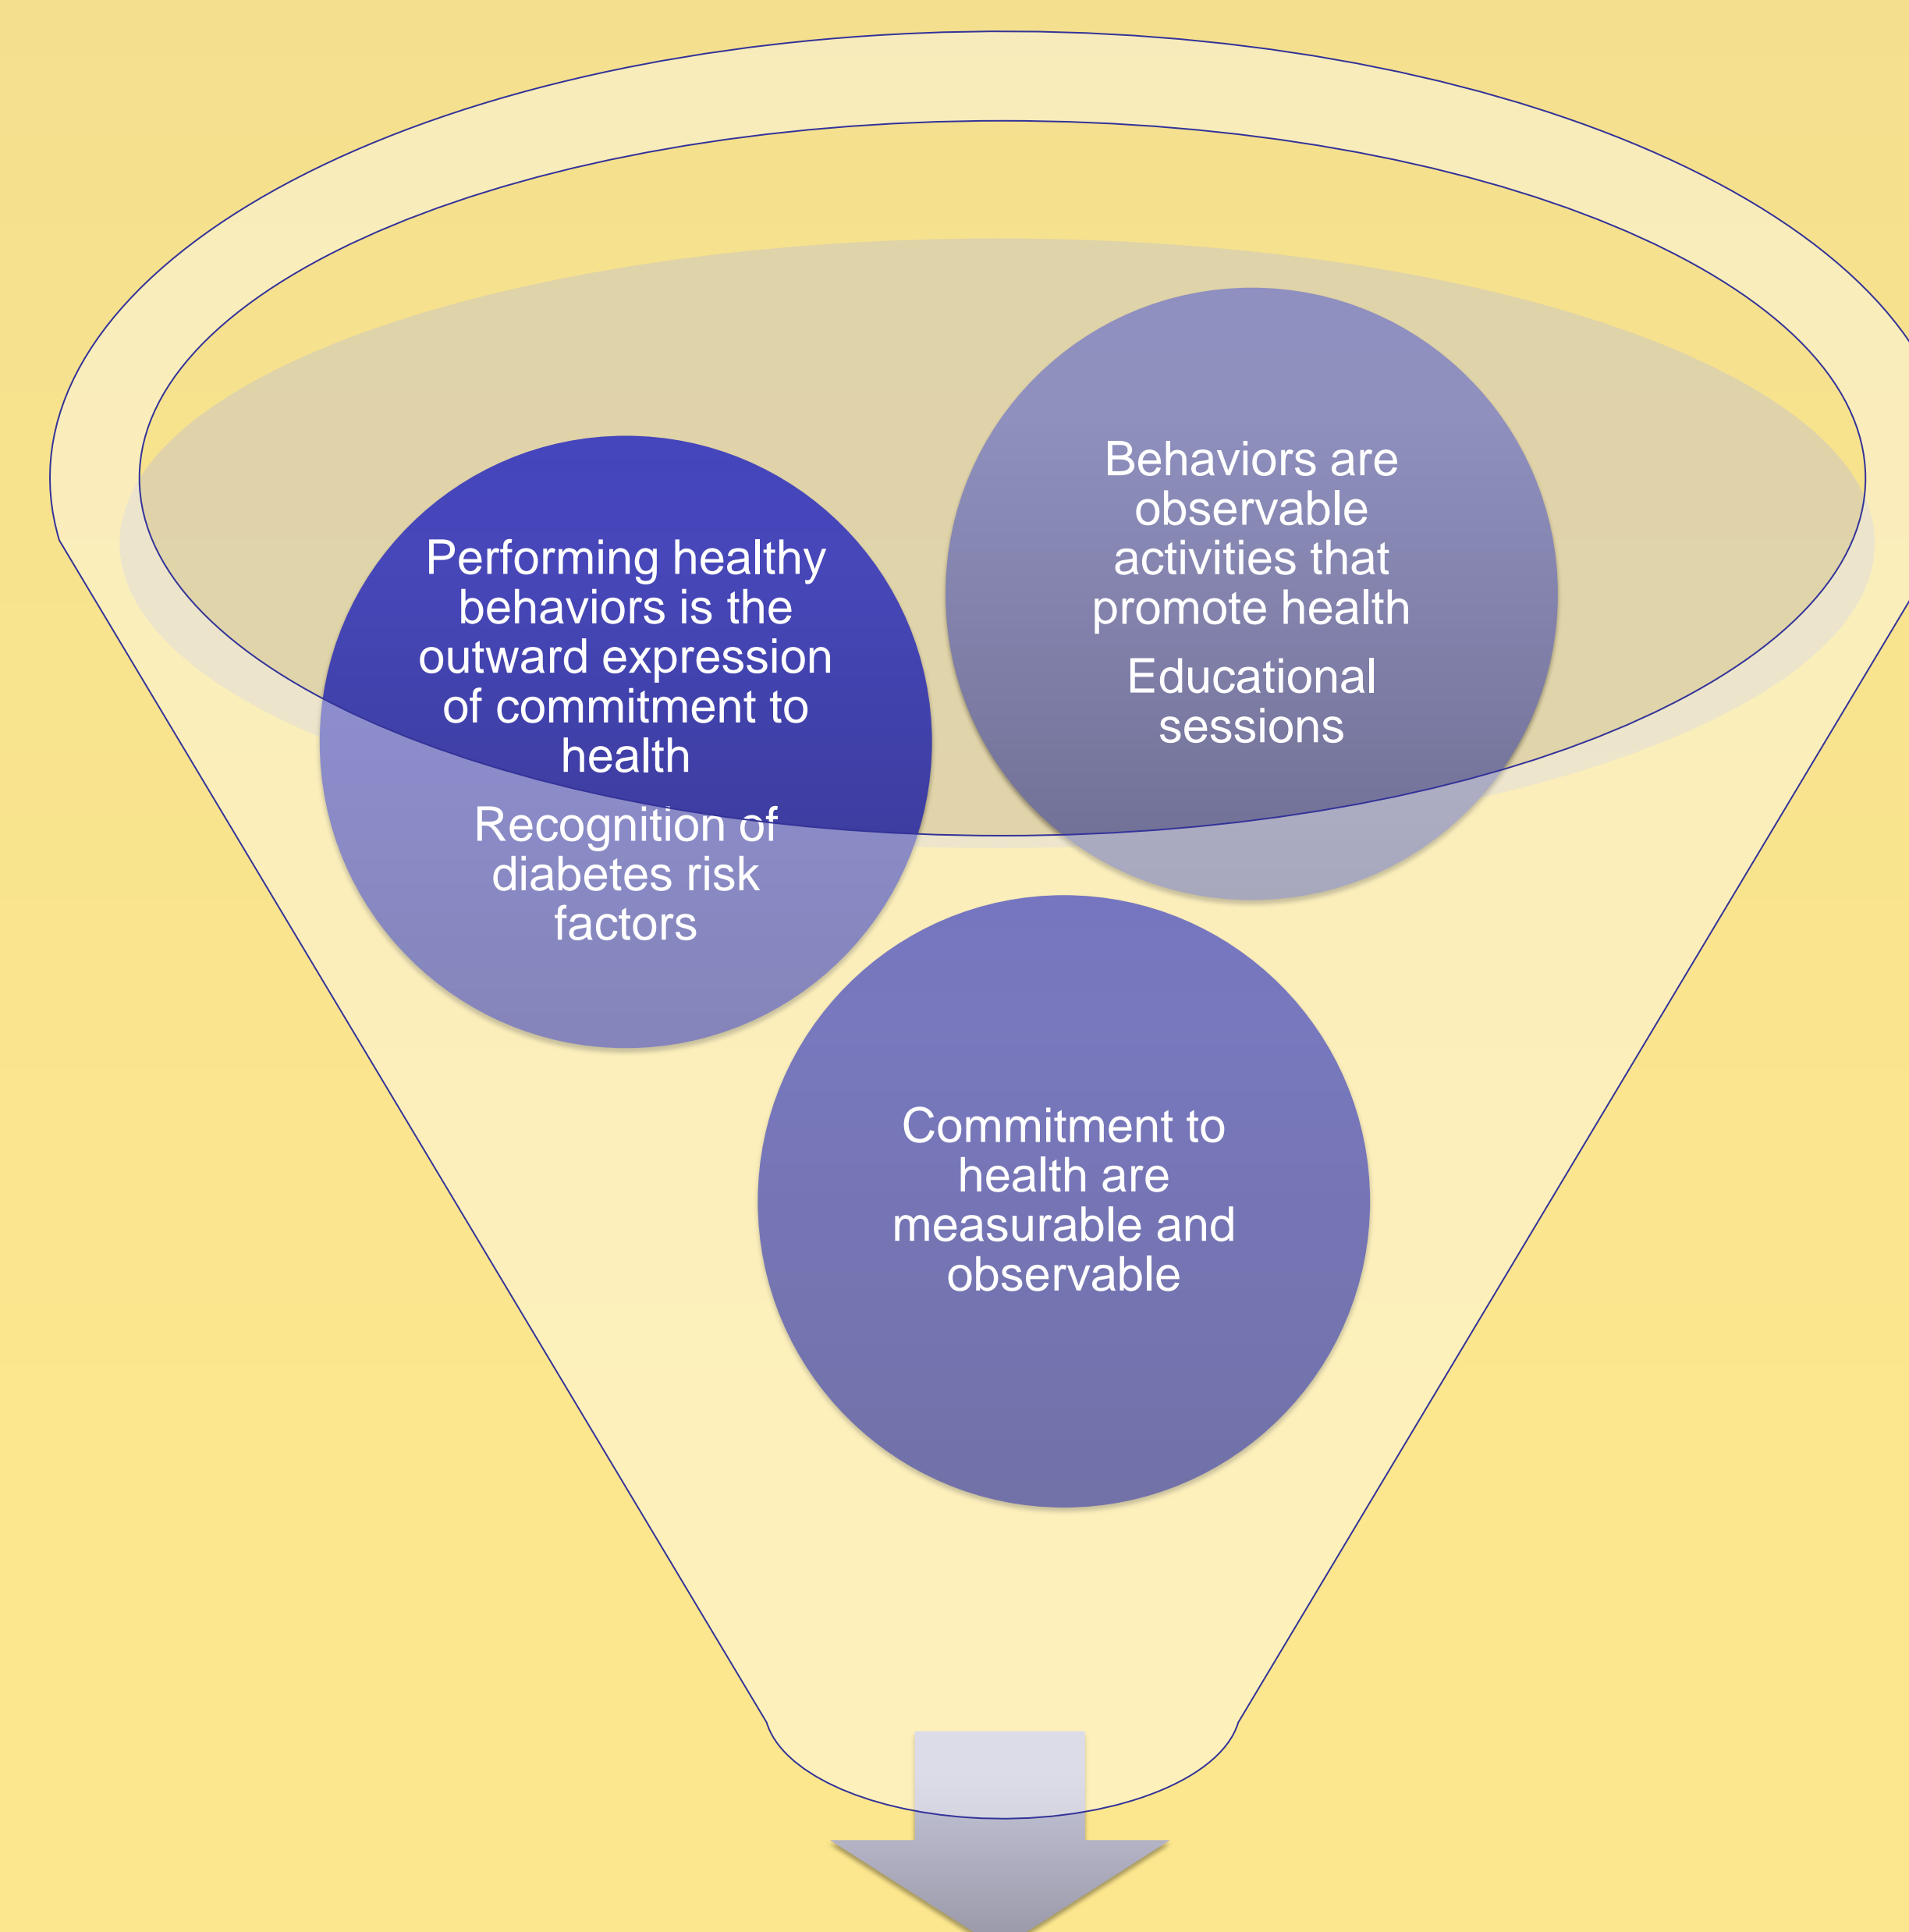 Performing healthy
behaviors is the
outward expression
of commitment to
health
Recognition of
diabetes risk
factors
Behaviors are
observable
activities that
promote health
Educational
sessions
Commitment to
health are
measurable and
observable